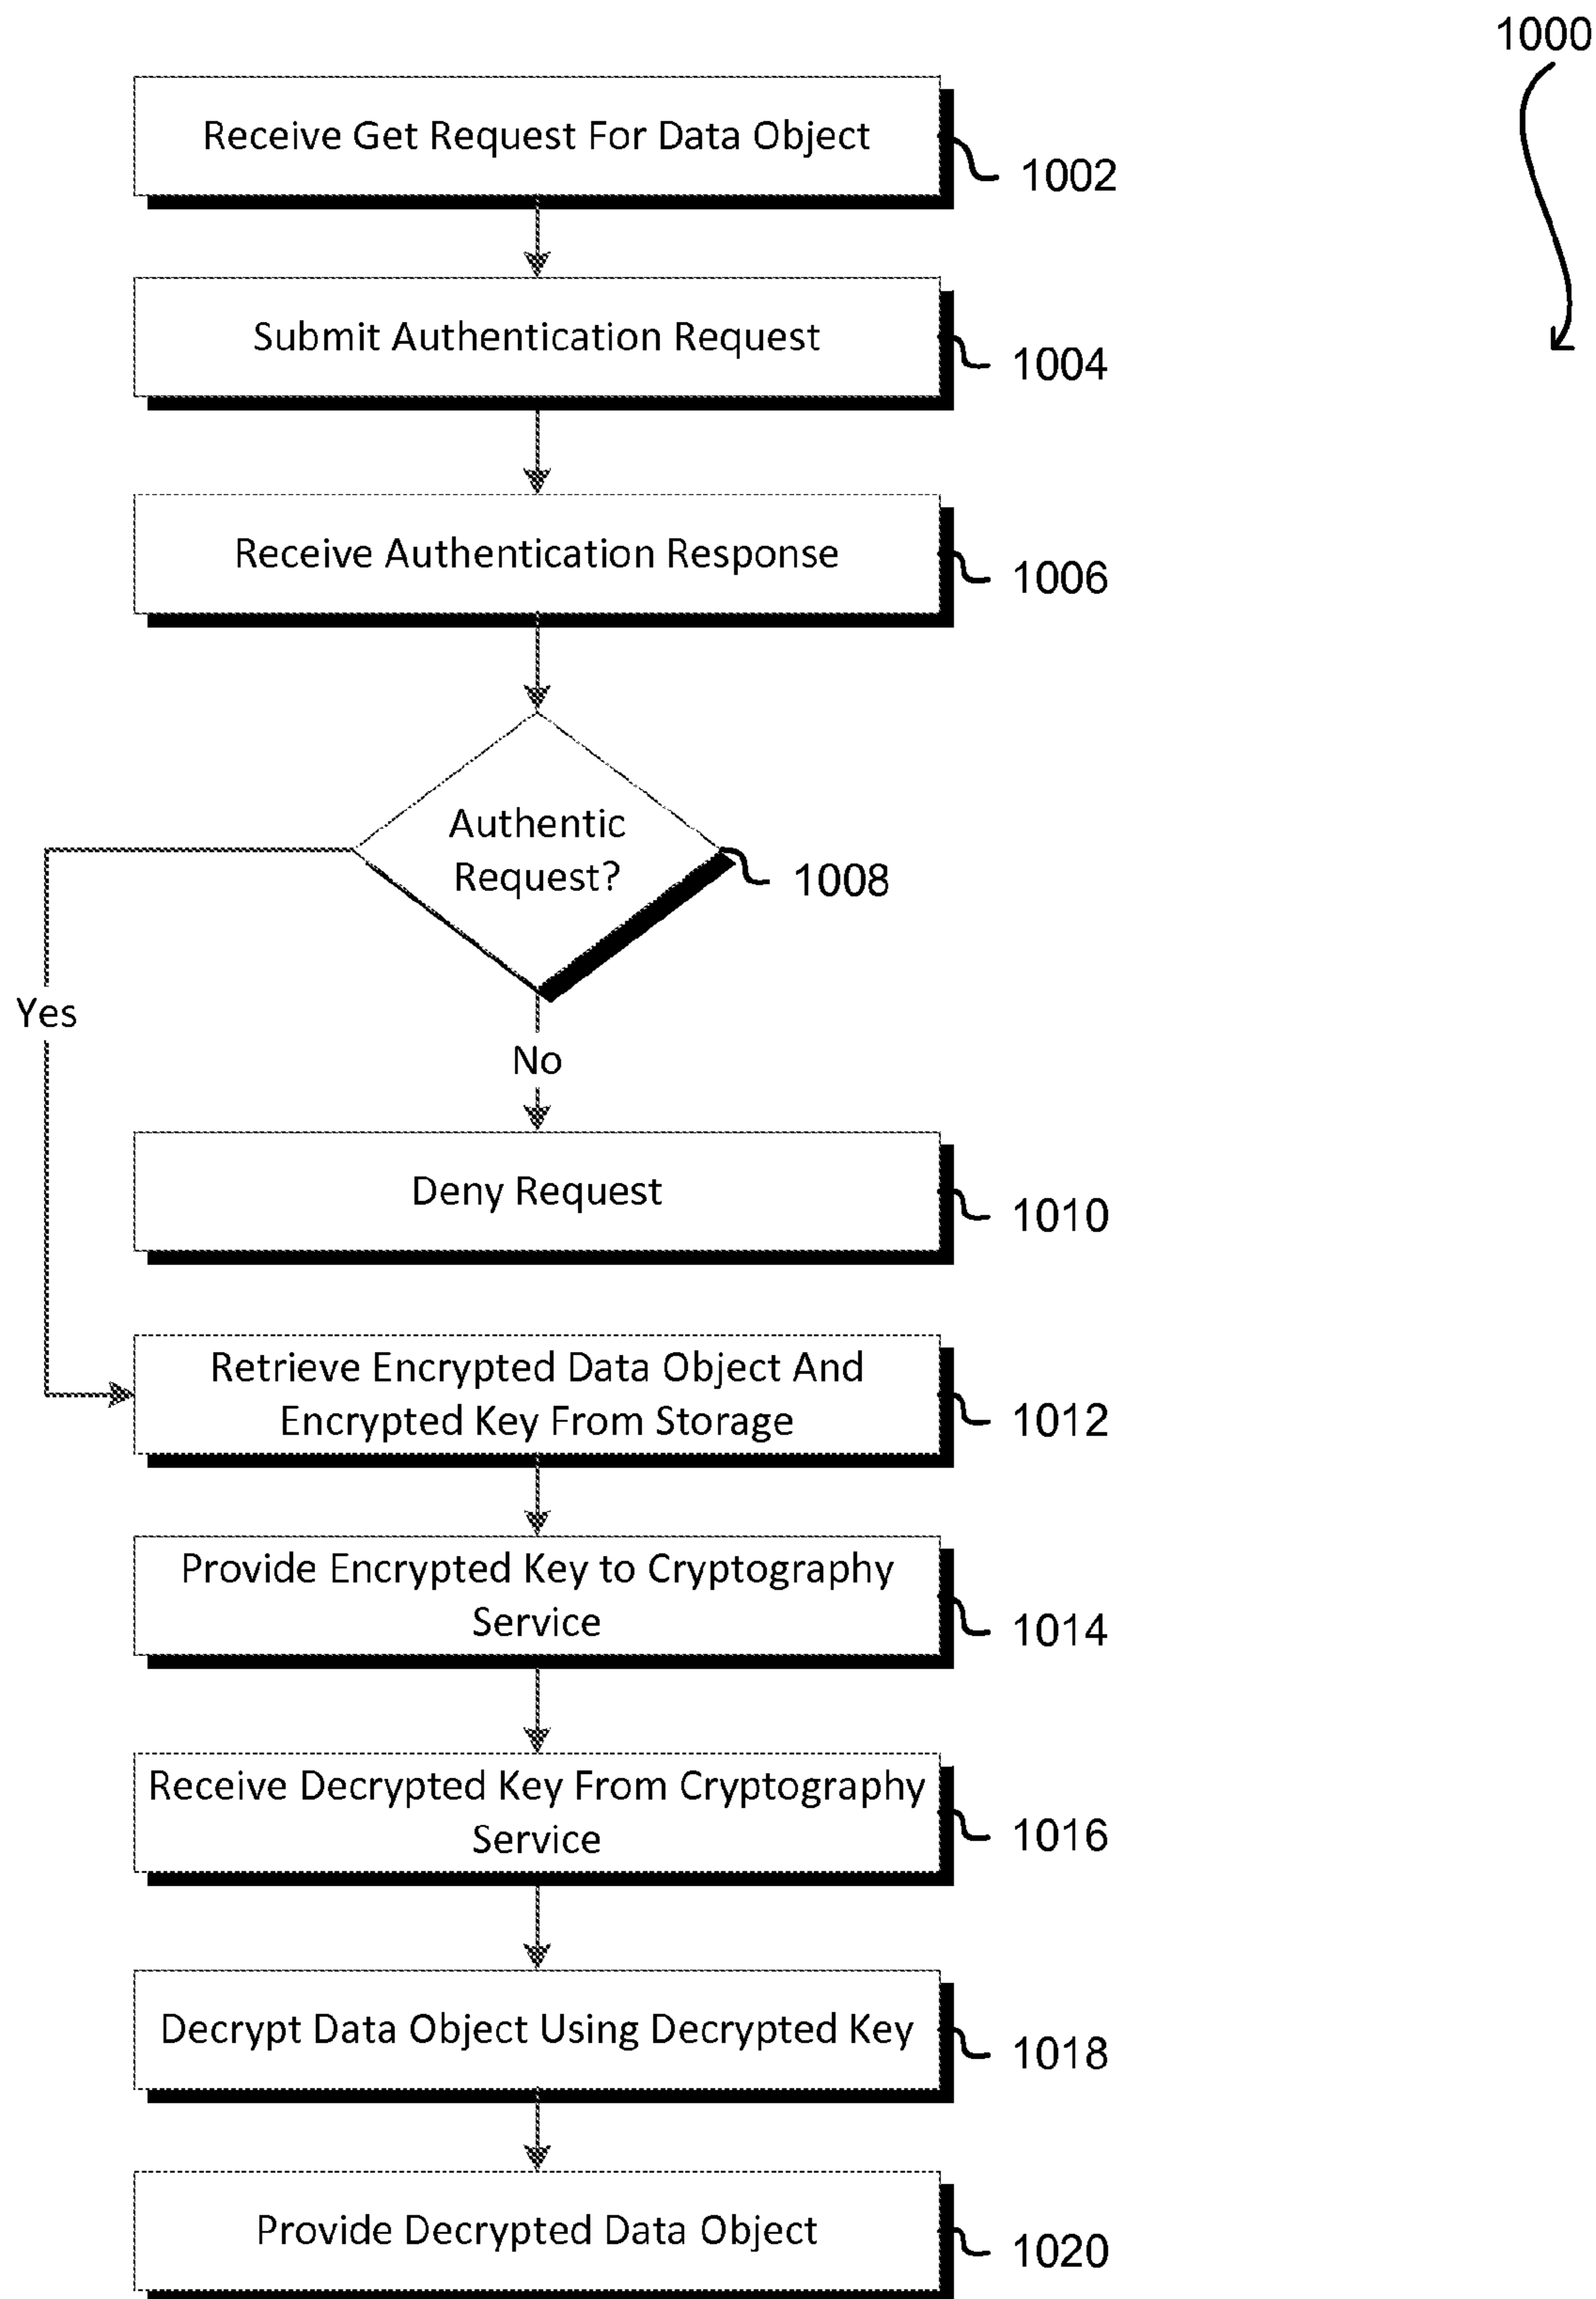 1000
Receive Get Request For Data Object
1002
Submit Authentication Request
1004
Receive Authentication Response
1006
Authentic
Request?
1008
Yes
No
Deny Request
1010
Retrieve Encrypted Data Object And
Encrypted Key From Storage
1012
Provide Encrypted Key to Cryptography
Service
1014
Receive Decrypted Key From Cryptography
Service
1016
Decrypt Data Object Using Decrypted Key
1018
Provide Decrypted Data Object
1020